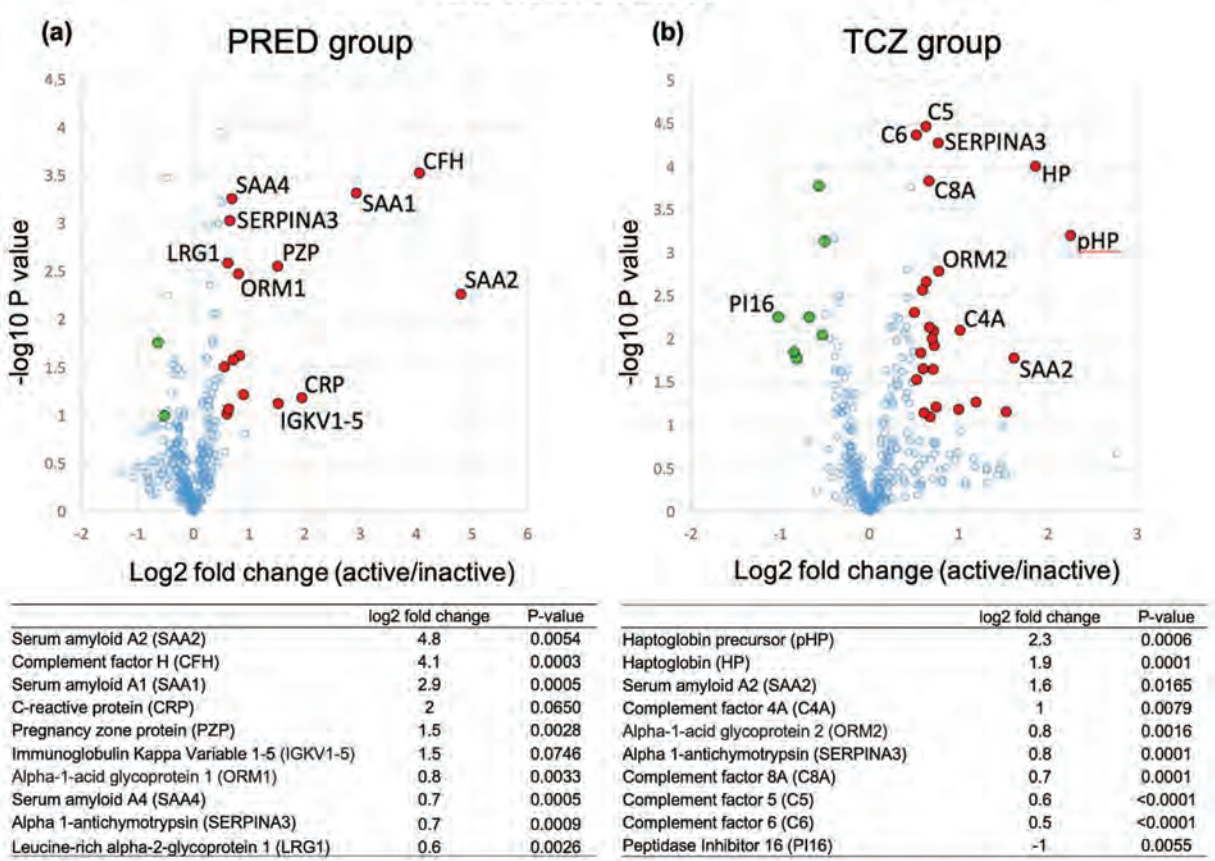 (a)
PRED group
4.5
4
3.5
3
2.5
2
1.5
1
0.5
0
-2
-1
0
1
2
3
4
5
6
-log10 P value
Log2 fold change (active/inactive)
CFH
SAA4
SAA1
SERPINA3
LRG1
PZP
ORM1
SAA2
CRP
IGKV1-5
(b)
TCZ group
5
4.5
4
3.5
3
2.5
2
1.5
1
0.5
0
-2
-1
0
1
2
3
-log10 P value
Log2 fold change (active/inactive)
C5
C6
SERPINA3
HP
C8A
pHP
ORM2
PI16
C4A
SAA2
log2 fold change P-value
Serum amyloid A2 (SAA2) 4.8 0.0054
Complement factor H (CFH) 4.1 0.0003
Serum amyloid A1 (SAA1) 2.9 0.0005
C-reactive protein (CRP) 2 0.0650
Pregnancy zone protein (PZP) 1.5 0.0028
Immunoglobulin Kappa Variable 1-5 (IGKV1-5) 1.5 0.0746
Alpha-1-acid glycoprotein 1 (ORM1) 0.8 0.0033
Serum amyloid A4 (SAA4) 0.7 0.0005
Alpha 1-antichymotrypsin (SERPINA3) 0.7 0.0009
Leucine-rich alpha-2-glycoprotein 1 (LRG1) 0.6 0.0026
log2 fold change P-value
Haptoglobin precursor (pHP) 2.3 0.0006
Haptoglobin (HP) 1.9 0.0001
Serum amyloid A2 (SAA2) 1.6 0.0165
Complement factor 4A (C4A) 1 0.0079
Alpha-1-acid glycoprotein 2 (ORM2) 0.8 0.0016
Alpha 1-antichymotrypsin (SERPINA3) 0.8 0.0001
Complement factor 8A (C8A) 0.7 0.0001
Complement factor 5 (C5) 0.6 <0.0001
Complement factor 6 (C6) 0.5 <0.0001
Peptidase Inhibitor 16 (PI16) -1 0.0055